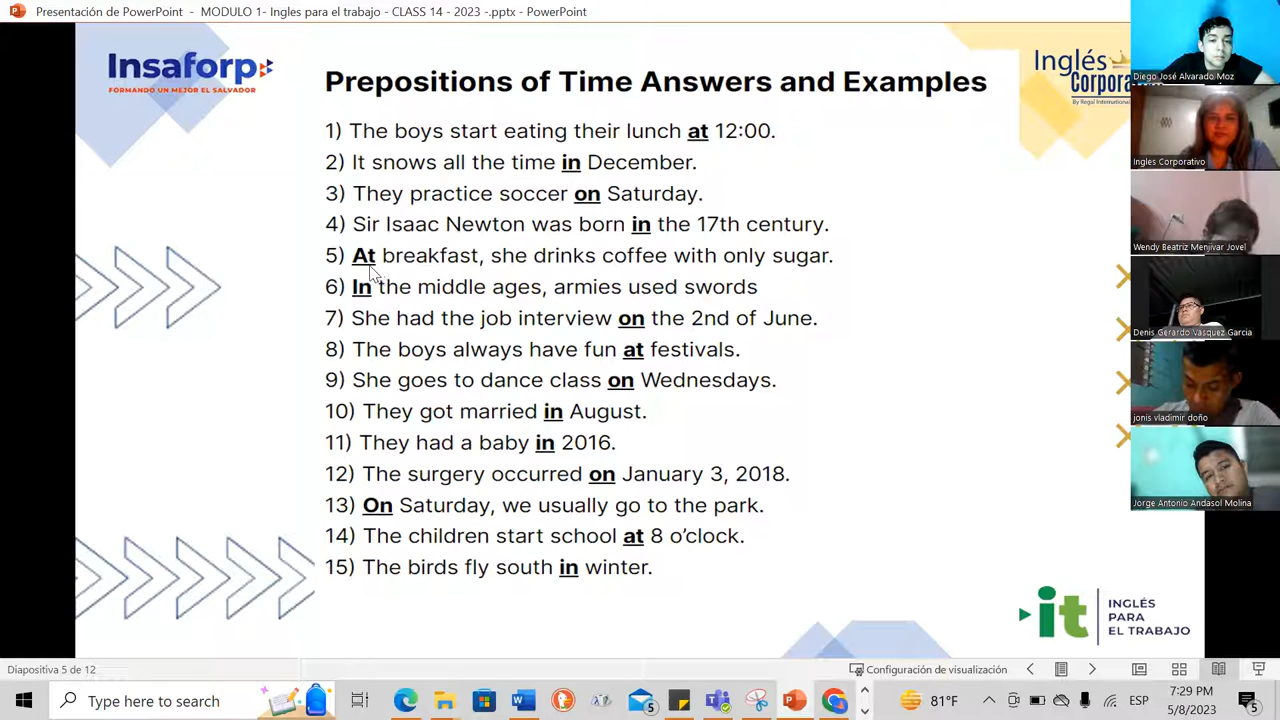 Presentación de PowerPoint - MODULO 1- Ingles para el trabajo - CLASS 14 - 2023 -.pptx - PowerPoint
Insaforp
FORMANDO UN MEJOR EL SALVADOR
Prepositions of Time Answers and Examples
Inglés
Corpora
By Regal International
1) The boys start eating their lunch at 12:00.
2) It snows all the time in December.
3) They practice soccer on Saturday.
4) Sir Isaac Newton was born in the 17th century.
5) At breakfast, she drinks coffee with only sugar.
6) In the middle ages, armies used swords
7) She had the job interview on the 2nd of June.
8) The boys always have fun at festivals.
9) She goes to dance class on Wednesdays.
10) They got married in August.
11) They had a baby in 2016.
12) The surgery occurred on January 3, 2018.
13) On Saturday, we usually go to the park.
14) The children start school at 8 o’clock.
15) The birds fly south in winter.
it
INGLÉS
PARA
EL TRABAJO
Diego José Alvarado Moz
Ingles Corporativo
Wendy Beatriz Menjivar Jovel
Denis Gerardo Vasquez Garcia
jonis vladimir doño
Jorge Antonio Andasol Molina
Diapositiva 5 de 12
Configuración de visualización
Type here to search
5
81°F
ESP
7:29 PM
5/8/2023
5